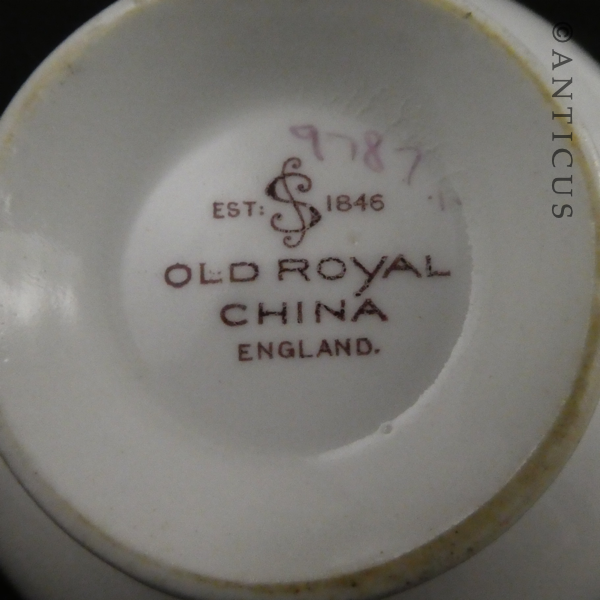 9787
EST: S 1846
OLD ROYAL
CHINA
ENGLAND.
©ANTICUS